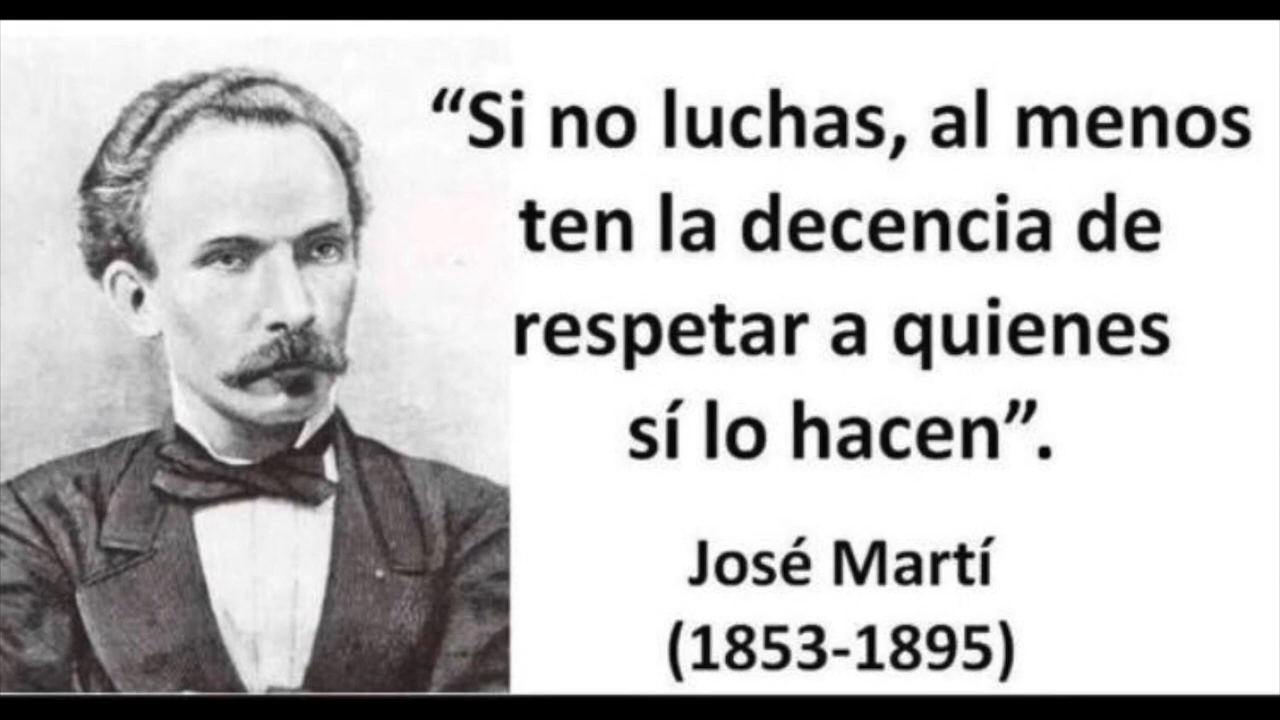 “Si no luchas, al menos
ten la decencia de
respetar a quienes
sí lo hacen”.
José Martí
(1853-1895)